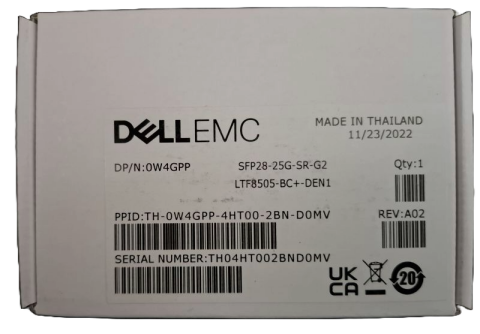 DELLEMC
MADE IN THAILAND
11/23/2022
DP/N:0W4GPP
SFP28-25G-SR-G2
Qty:1
LTF8505-BC+-DEN1
PPID:TH-0W4GPP-4HT00-2BN-D0MV
REV:A02
SERIAL NUMBER:TH04HT002BND0MV
UK
CA
20